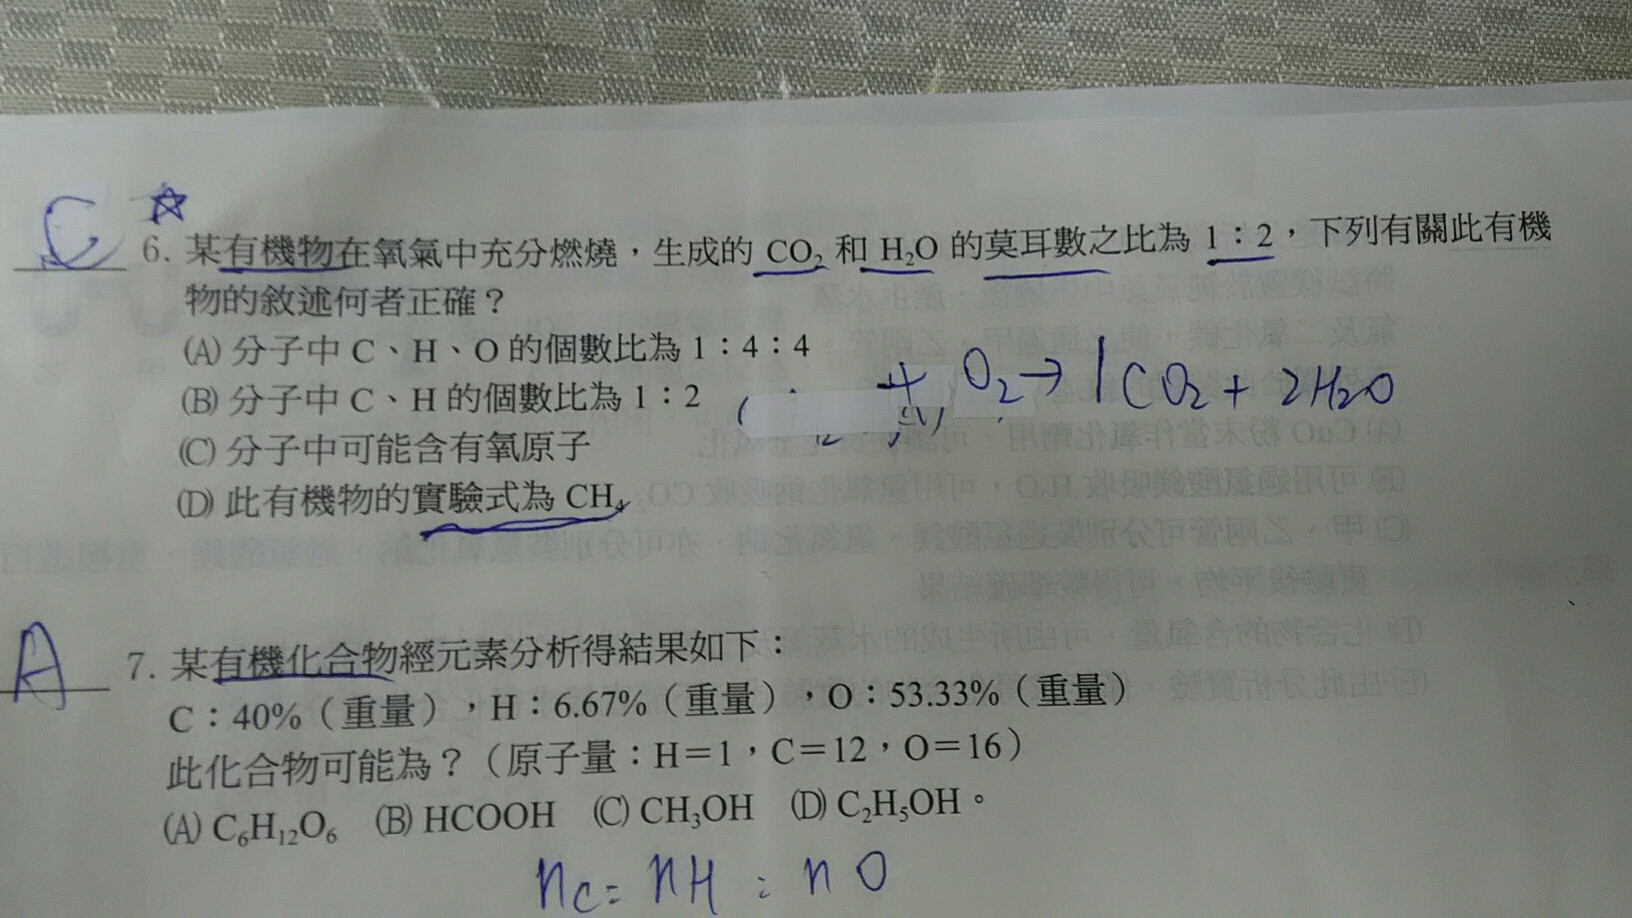 C ☆
6. 某有機物在氧氣中充分燃燒，生成的 CO₂ 和 H₂O 的莫耳數之比為 1：2，下列有關此有機
物的敘述何者正確？
(A) 分子中 C、H、O 的個數比為 1：4：4
(B) 分子中 C、H 的個數比為 1：2
+ O₂ → 1CO₂ + 2H₂O
(C) 分子中可能含有氧原子
(D) 此有機物的實驗式為 CH₄
A
7. 某有機化合物經元素分析得結果如下：
C：40%（重量），H：6.67%（重量），O：53.33%（重量）
此化合物可能為？（原子量：H＝1，C＝12，O＝16）
(A) C₆H₁₂O₆ (B) HCOOH (C) CH₃OH (D) C₂H₅OH。
nC : nH : nO